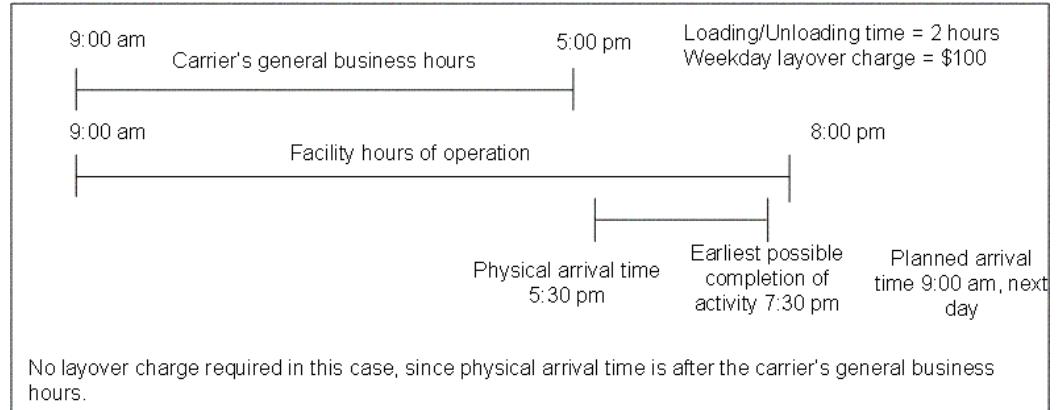 9:00 am
5:00 pm
Loading/Unloading time = 2 hours
Weekday layover charge = $100
Carrier's general business hours
9:00 am
8:00 pm
Facility hours of operation
Physical arrival time
5:30 pm
Earliest possible
completion of
activity 7:30 pm
Planned arrival
time 9:00 am, next
day
No layover charge required in this case, since physical arrival time is after the carrier's general business
hours.